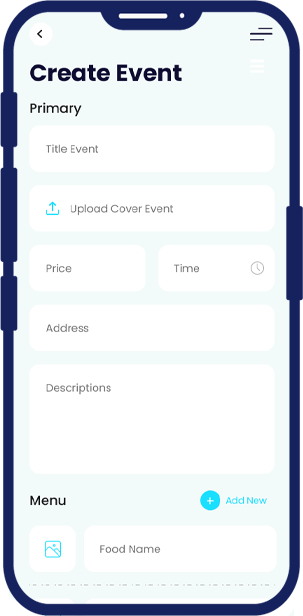 Create Event
Primary
Title Event
Upload Cover Event
Price Time
Address
Descriptions
Menu Add New
Food Name